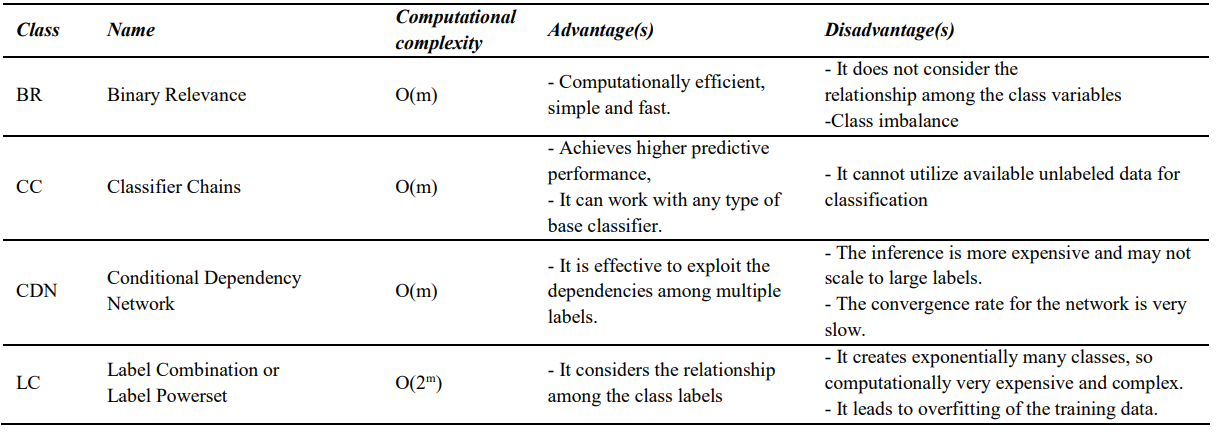 Class Name Computational complexity Advantage(s) Disadvantage(s)
BR Binary Relevance O(m) - Computationally efficient, simple and fast. - It does not consider the relationship among the class variables -Class imbalance
CC Classifier Chains O(m) - Achieves higher predictive performance, - It can work with any type of base classifier. - It cannot utilize available unlabeled data for classification
CDN Conditional Dependency Network O(m) - It is effective to exploit the dependencies among multiple labels. - The inference is more expensive and may not scale to large labels. - The convergence rate for the network is very slow.
LC Label Combination or Label Powerset O(2ᵐ) - It considers the relationship among the class labels - It creates exponentially many classes, so computationally very expensive and complex. - It leads to overfitting of the training data.